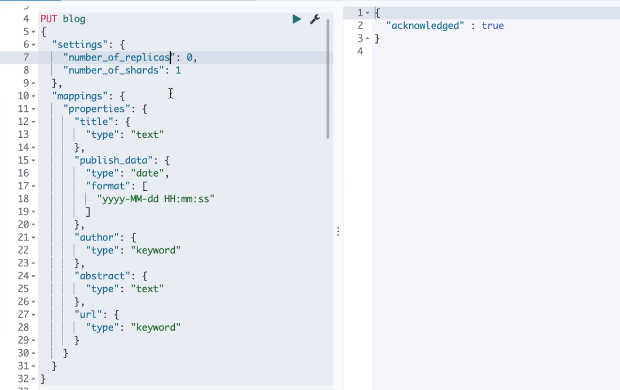 4 PUT blog
5 {
6 "settings": {
7 "number_of_replicas": 0,
8 "number_of_shards": 1
9 },
10 "mappings": {
11 "properties": {
12 "title": {
13 "type": "text"
14 },
15 "publish_data": {
16 "type": "date",
17 "format": [
18 "yyyy-MM-dd HH:mm:ss"
19 ]
20 },
21 "author": {
22 "type": "keyword"
23 },
24 "abstract": {
25 "type": "text"
26 },
27 "url": {
28 "type": "keyword"
29 }
30 }
31 }
32 }
1 {
2 "acknowledged" : true
3 }
4